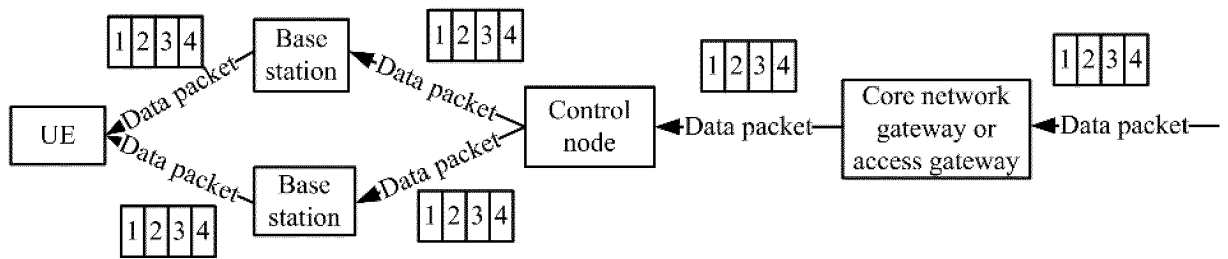 1 2 3 4
Base
station
1 2 3 4
Data packet
Data packet
1 2 3 4
1 2 3 4
UE
Control
node
Data packet
Core network
gateway or
access gateway
Data packet
Data packet
Data packet
Base
station
1 2 3 4
1 2 3 4